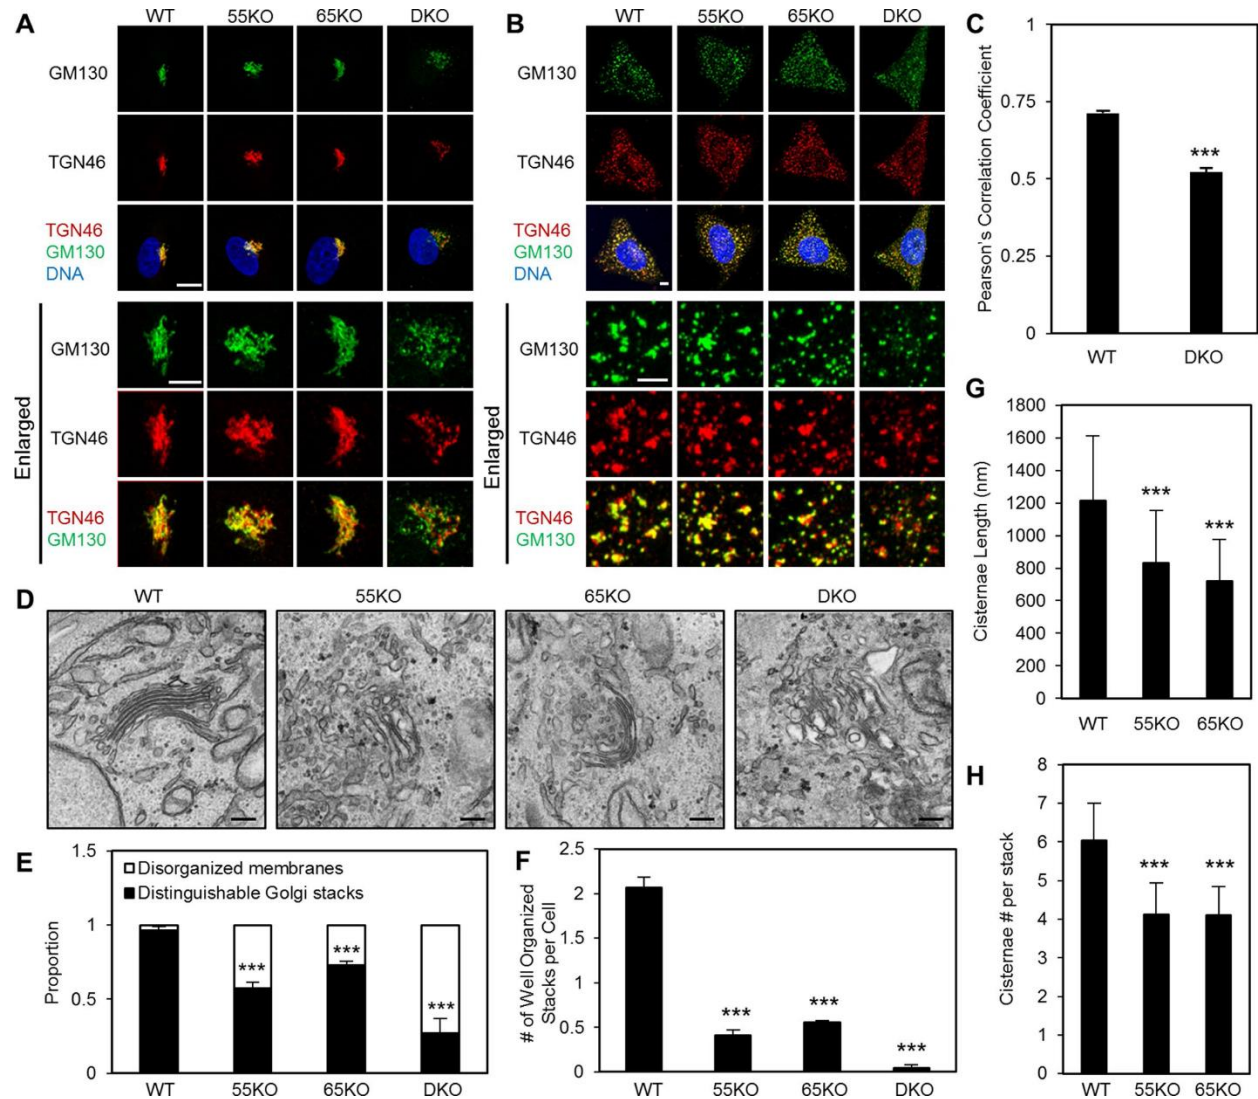 A
WT 55KO 65KO DKO
GM130
TGN46
TGN46
GM130
DNA
Enlarged
GM130
TGN46
TGN46
GM130
B
WT 55KO 65KO DKO
GM130
TGN46
TGN46
GM130
DNA
Enlarged
GM130
TGN46
TGN46
GM130
C
Pearson's Correlation Coefficient
1
0.75
0.5
0.25
0
***
WT DKO
D
WT 55KO 65KO DKO
E
Proportion
1.5
1
0.5
0
Disorganized membranes
Distinguishable Golgi stacks
*** *** ***
WT 55KO 65KO DKO
F
# of Well Organized
Stacks per Cell
2.5
2
1.5
1
0.5
0
*** *** ***
WT 55KO 65KO DKO
G
Cisternae Length (nm)
1800
1600
1400
1200
1000
800
600
400
200
0
*** ***
WT 55KO 65KO
H
Cisternae # per stack
8
7
6
5
4
3
2
1
0
*** ***
WT 55KO 65KO